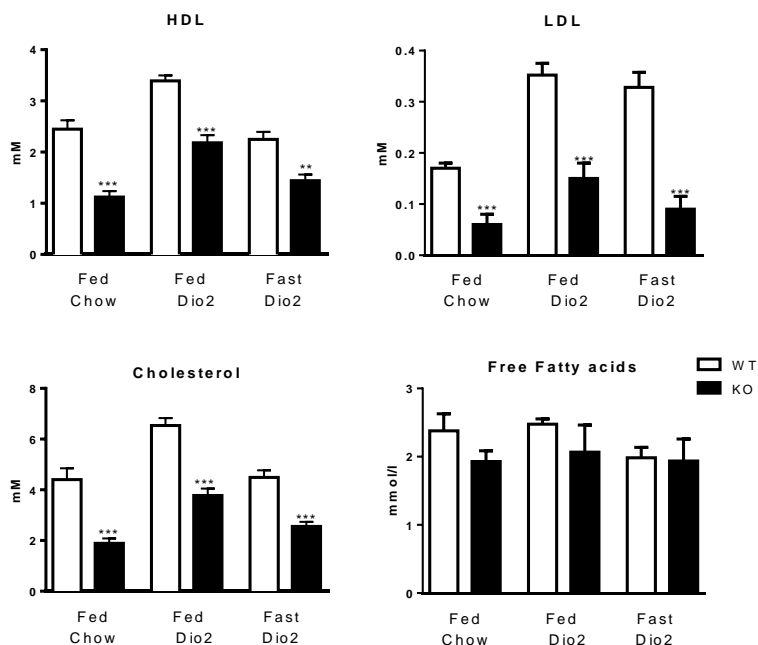 HDL
4
3
2
1
0
mM
***
***
**
Fed Fed Fast
Chow Dio2 Dio2
LDL
0.4
0.3
0.2
0.1
0.0
mM
***
***
***
Fed Fed Fast
Chow Dio2 Dio2
Cholesterol
8
6
4
2
0
mM
***
***
***
Fed Fed Fast
Chow Dio2 Dio2
Free Fatty acids
WT
KO
3
2
1
0
mmol/l
Fed Fed Fast
Chow Dio2 Dio2